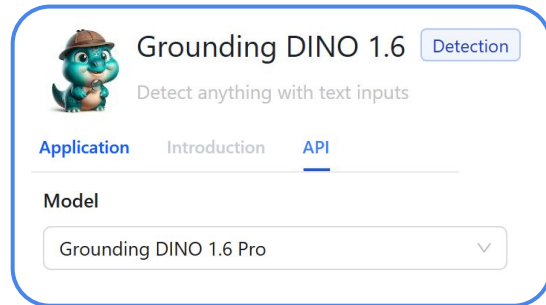 Grounding DINO 1.6 Detection
Detect anything with text inputs
Application Introduction API
Model
Grounding DINO 1.6 Pro